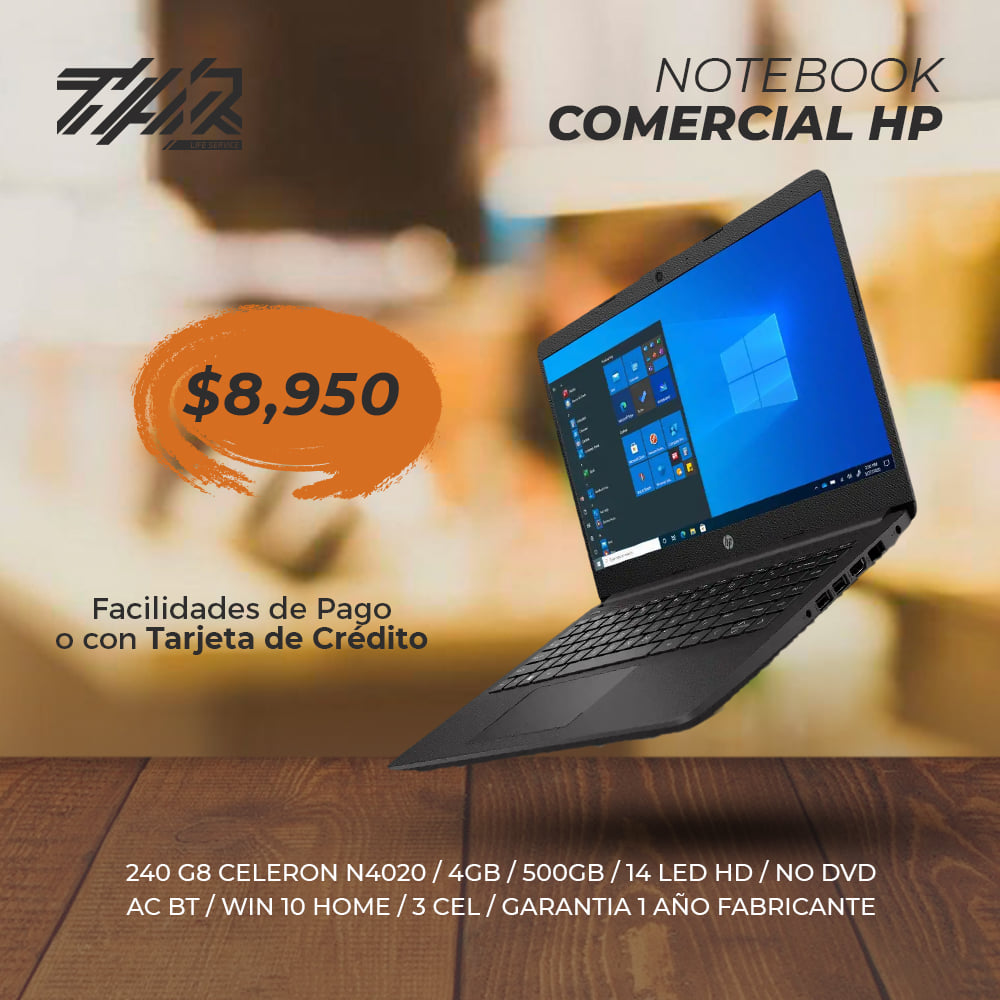 THR
LIFE SERVICE
NOTEBOOK
COMERCIAL HP
$8,950
Facilidades de Pago
o con Tarjeta de Crédito
hp
240 G8 CELERON N4020 / 4GB / 500GB / 14 LED HD / NO DVD
AC BT / WIN 10 HOME / 3 CEL / GARANTIA 1 AÑO FABRICANTE